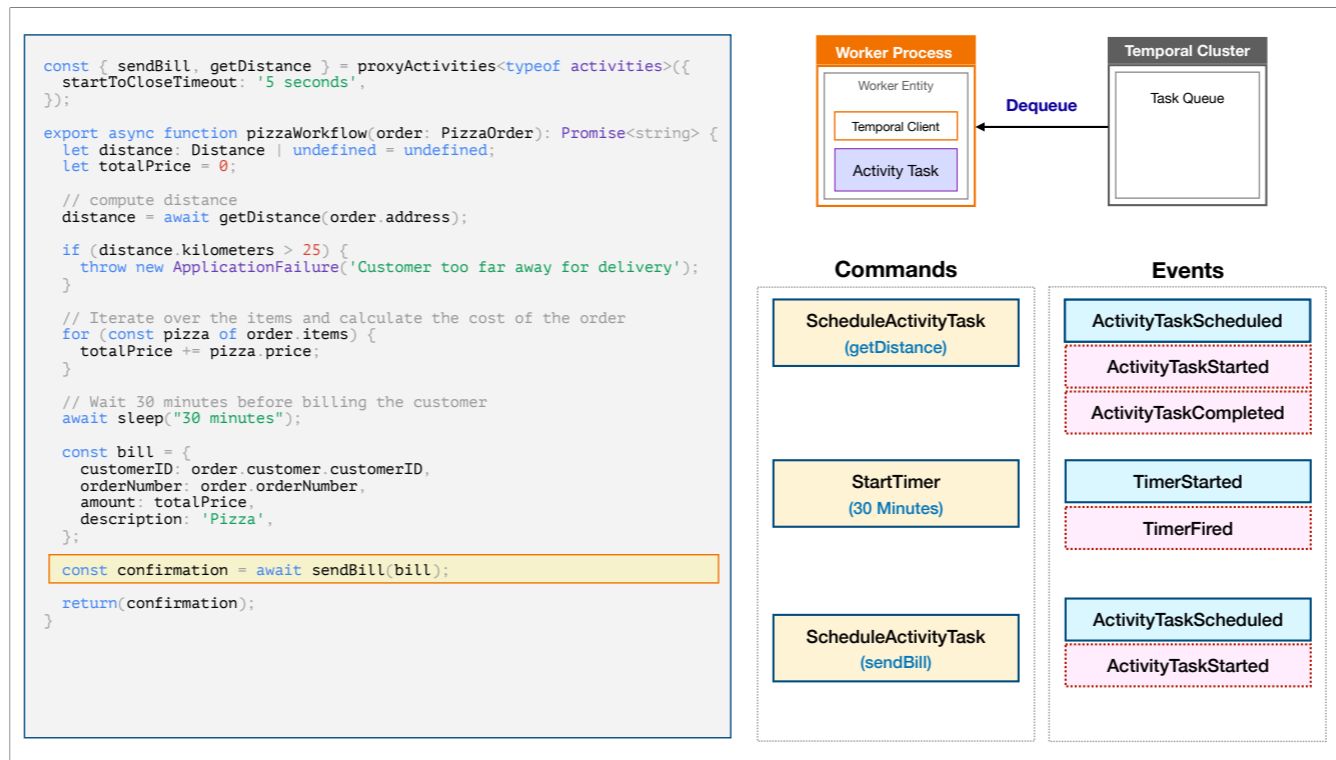 const { sendBill, getDistance } = proxyActivities<typeof activities>({
  startToCloseTimeout: '5 seconds',
});
export async function pizzaWorkflow(order: PizzaOrder): Promise<string> {
  let distance: Distance | undefined = undefined;
  let totalPrice = 0;
  // compute distance
  distance = await getDistance(order.address);
  if (distance.kilometers > 25) {
    throw new ApplicationFailure('Customer too far away for delivery');
  }
  // Iterate over the items and calculate the cost of the order
  for (const pizza of order.items) {
    totalPrice += pizza.price;
  }
  // Wait 30 minutes before billing the customer
  await sleep("30 minutes");
  const bill = {
    customerID: order.customer.customerID,
    orderNumber: order.orderNumber,
    amount: totalPrice,
    description: 'Pizza',
  };
  const confirmation = await sendBill(bill);
  return(confirmation);
}
Worker Process
Worker Entity
Temporal Client
Activity Task
Dequeue
Temporal Cluster
Task Queue
Commands
ScheduleActivityTask
(getDistance)
StartTimer
(30 Minutes)
ScheduleActivityTask
(sendBill)
Events
ActivityTaskScheduled
ActivityTaskStarted
ActivityTaskCompleted
TimerStarted
TimerFired
ActivityTaskScheduled
ActivityTaskStarted